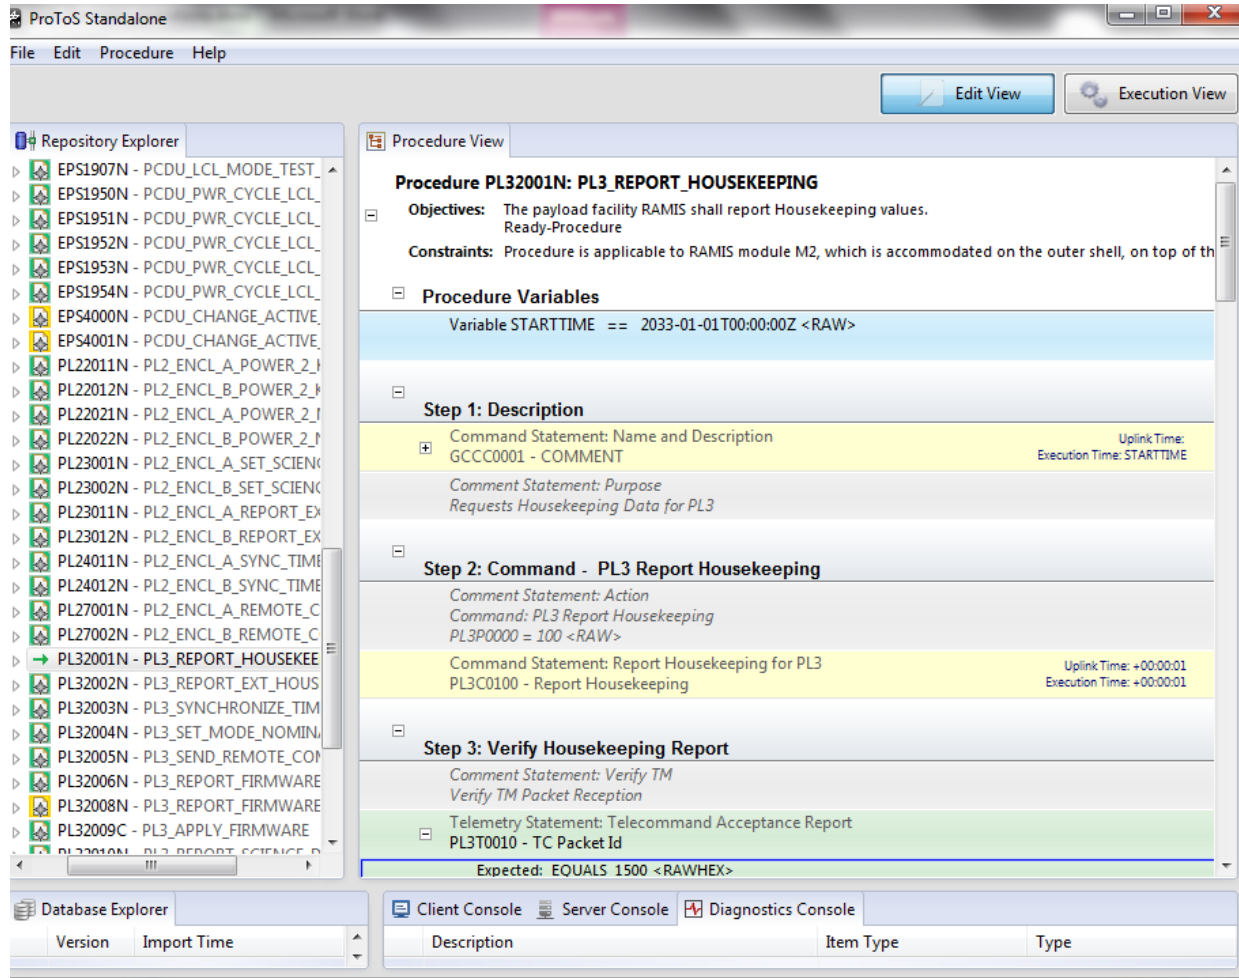 ProToS Standalone
File Edit Procedure Help
Edit View
Execution View
Repository Explorer
EPS1907N - PCDU_LCL_MODE_TEST_
EPS1950N - PCDU_PWR_CYCLE_LCL_
EPS1951N - PCDU_PWR_CYCLE_LCL_
EPS1952N - PCDU_PWR_CYCLE_LCL_
EPS1953N - PCDU_PWR_CYCLE_LCL_
EPS1954N - PCDU_PWR_CYCLE_LCL_
EPS4000N - PCDU_CHANGE_ACTIVE_
EPS4001N - PCDU_CHANGE_ACTIVE_
PL22011N - PL2_ENCL_A_POWER_2_
PL22012N - PL2_ENCL_B_POWER_2_
PL22021N - PL2_ENCL_A_POWER_2_
PL22022N - PL2_ENCL_B_POWER_2_
PL23001N - PL2_ENCL_A_SET_SCIEN
PL23002N - PL2_ENCL_B_SET_SCIEN
PL23011N - PL2_ENCL_A_REPORT_EX
PL23012N - PL2_ENCL_B_REPORT_EX
PL24011N - PL2_ENCL_A_SYNC_TIME
PL24012N - PL2_ENCL_B_SYNC_TIME
PL27001N - PL2_ENCL_A_REMOTE_C
PL27002N - PL2_ENCL_B_REMOTE_C
PL32001N - PL3_REPORT_HOUSEKEE
PL32002N - PL3_REPORT_EXT_HOUS
PL32003N - PL3_SYNCHRONIZE_TIM
PL32004N - PL3_SET_MODE_NOMIN
PL32005N - PL3_SEND_REMOTE_CO
PL32006N - PL3_REPORT_FIRMWARE
PL32008N - PL3_REPORT_FIRMWARE
PL32009C - PL3_APPLY_FIRMWARE
Procedure View
Procedure PL32001N: PL3_REPORT_HOUSEKEEPING
Objectives: The payload facility RAMIS shall report Housekeeping values.
Ready-Procedure
Constraints: Procedure is applicable to RAMIS module M2, which is accommodated on the outer shell, on top of th
Procedure Variables
Variable STARTTIME == 2033-01-01T00:00:00Z <RAW>
Step 1: Description
Command Statement: Name and Description
GCCC0001 - COMMENT
Uplink Time:
Execution Time: STARTTIME
Comment Statement: Purpose
Requests Housekeeping Data for PL3
Step 2: Command - PL3 Report Housekeeping
Comment Statement: Action
Command: PL3 Report Housekeeping
PL3P0000 = 100 <RAW>
Command Statement: Report Housekeeping for PL3
PL3C0100 - Report Housekeeping
Uplink Time: +00:00:01
Execution Time: +00:00:01
Step 3: Verify Housekeeping Report
Comment Statement: Verify TM
Verify TM Packet Reception
Telemetry Statement: Telecommand Acceptance Report
PL3T0010 - TC Packet Id
Expected: EQUALS 1500 <RAWHEX>
Database Explorer
Version Import Time
Client Console Server Console Diagnostics Console
Description Item Type Type